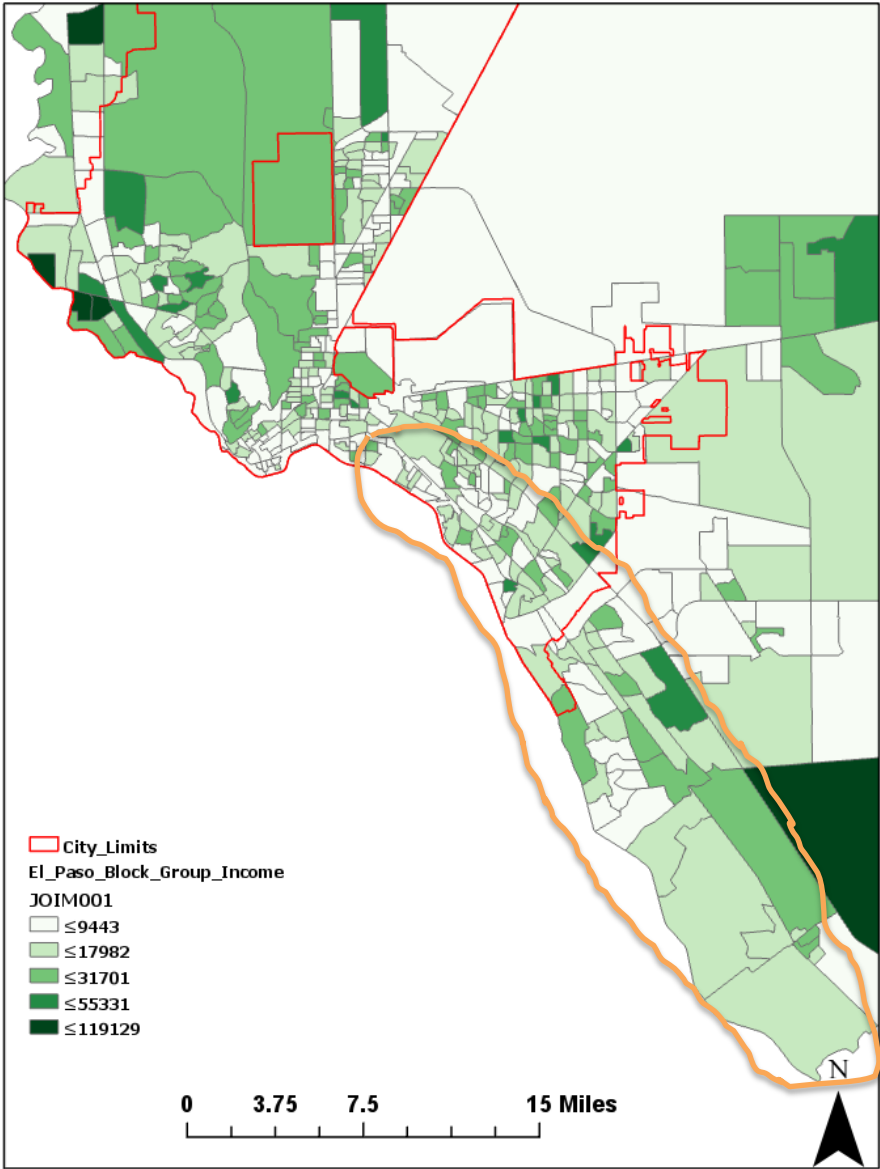 City_Limits
El_Paso_Block_Group_Income
JOIM001
≤9443
≤17982
≤31701
≤55331
≤119129
N
0 3.75 7.5 15 Miles